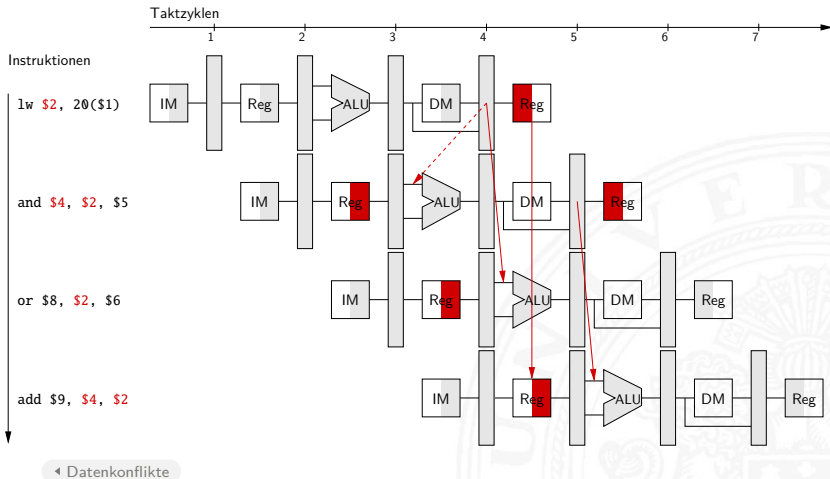 Taktzyklen
1 2 3 4 5 6 7
Instruktionen
lw $2, 20($1) IM Reg ALU DM Reg
and $4, $2, $5 IM Reg ALU DM Reg
or $8, $2, $6 IM Reg ALU DM Reg
add $9, $4, $2 IM Reg ALU DM Reg
Datenkonflikte
UNIVER